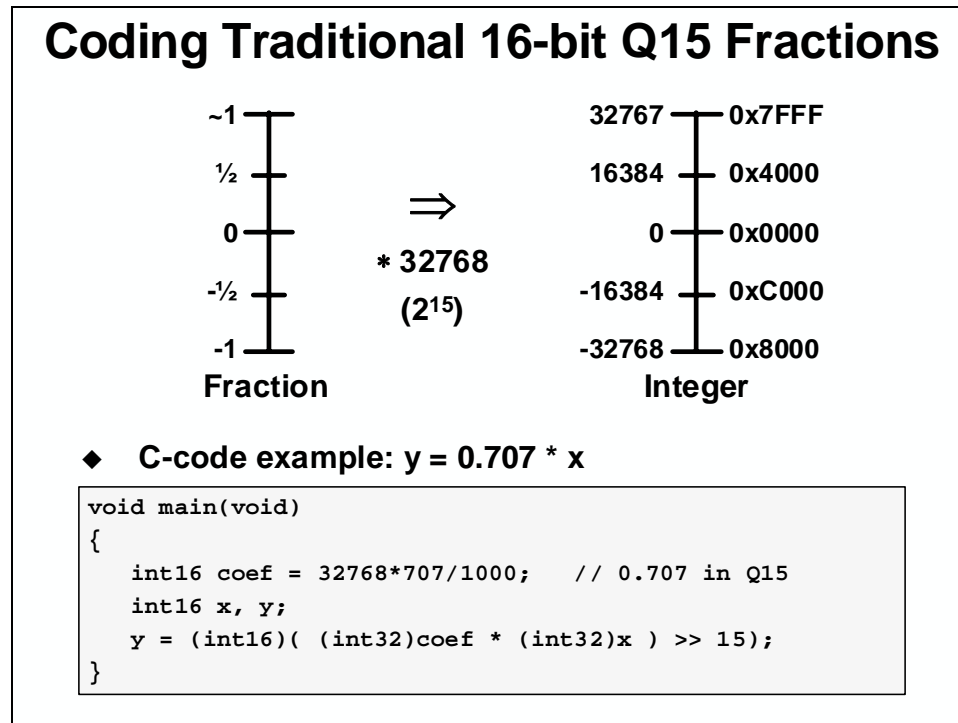 Coding Traditional 16-bit Q15 Fractions
~1
½
0
-½
-1
Fraction
⇒
* 32768
(2¹⁵)
32767 0x7FFF
16384 0x4000
0 0x0000
-16384 0xC000
-32768 0x8000
Integer
◆ C-code example: y = 0.707 * x
void main(void)
{
int16 coef = 32768*707/1000; // 0.707 in Q15
int16 x, y;
y = (int16)( (int32)coef * (int32)x ) >> 15);
}